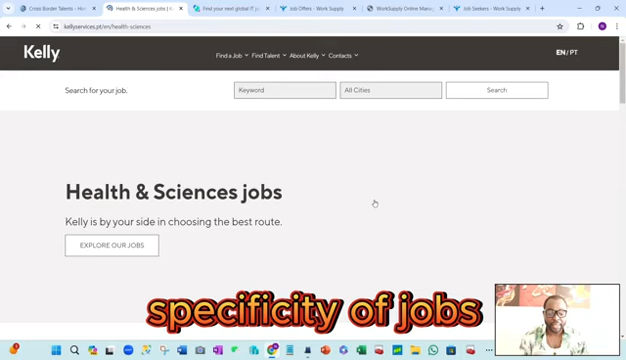 Cross Border Talents - Hom
Health & Sciences jobs | K
Find your next global IT j
Job Offers - Work Supply
WorkSupply Online Manag
Job Seekers - Work Supply
kellyservices.pt/en/health-sciences
Kelly
Find a Job Find Talent About Kelly Contacts
EN / PT
Search for your job.
Keyword
All Cities
Search
Health & Sciences jobs
Kelly is by your side in choosing the best route.
EXPLORE OUR JOBS
specificity of jobs